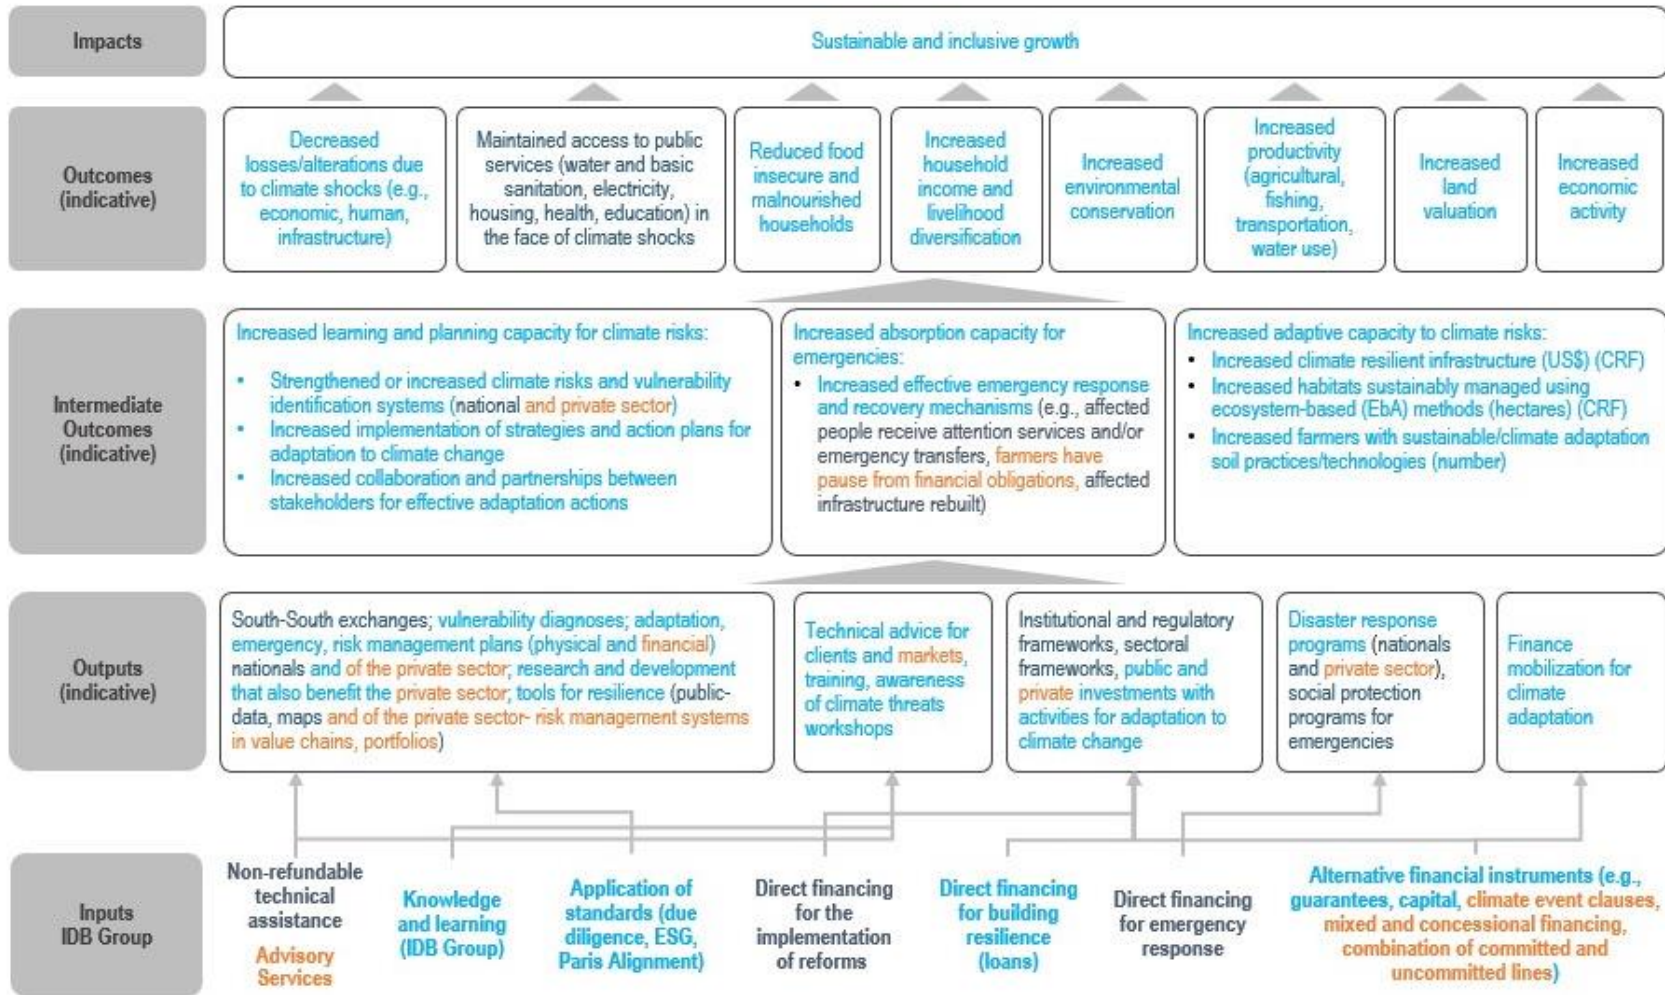 Impacts
Sustainable and inclusive growth
Outcomes
(indicative)
Decreased
losses/alterations due
to climate shocks (e.g.,
economic, human,
infrastructure)
Maintained access to public
services (water and basic
sanitation, electricity,
housing, health, education) in
the face of climate shocks
Reduced food
insecure and
malnourished
households
Increased
household
income and
livelihood
diversification
Increased
environmental
conservation
Increased
productivity
(agricultural,
fishing,
transportation,
water use)
Increased
land
valuation
Increased
economic
activity
Intermediate
Outcomes
(indicative)
Increased learning and planning capacity for climate risks:
• Strengthened or increased climate risks and vulnerability
identification systems (national and private sector)
• Increased implementation of strategies and action plans for
adaptation to climate change
• Increased collaboration and partnerships between
stakeholders for effective adaptation actions
Increased absorption capacity for
emergencies:
• Increased effective emergency response
and recovery mechanisms (e.g., affected
people receive attention services and/or
emergency transfers, farmers have
pause from financial obligations, affected
infrastructure rebuilt)
Increased adaptive capacity to climate risks:
• Increased climate resilient infrastructure (US$) (CRF)
• Increased habitats sustainably managed using
ecosystem-based (EbA) methods (hectares) (CRF)
• Increased farmers with sustainable/climate adaptation
soil practices/technologies (number)
Outputs
(indicative)
South-South exchanges; vulnerability diagnoses; adaptation,
emergency, risk management plans (physical and financial)
nationals and of the private sector; research and development
that also benefit the private sector; tools for resilience (public-
data, maps and of the private sector- risk management systems
in value chains, portfolios)
Technical advice for
clients and markets,
training, awareness
of climate threats
workshops
Institutional and regulatory
frameworks, sectoral
frameworks, public and
private investments with
activities for adaptation to
climate change
Disaster response
programs (nationals
and private sector),
social protection
programs for
emergencies
Finance
mobilization for
climate
adaptation
Inputs
IDB Group
Non-refundable
technical
assistance
Advisory
Services
Knowledge
and learning
(IDB Group)
Application of
standards (due
diligence, ESG,
Paris Alignment)
Direct financing
for the
implementation
of reforms
Direct financing
for building
resilience
(loans)
Direct financing
for emergency
response
Alternative financial instruments (e.g.,
guarantees, capital, climate event clauses,
mixed and concessional financing,
combination of committed and
uncommitted lines)